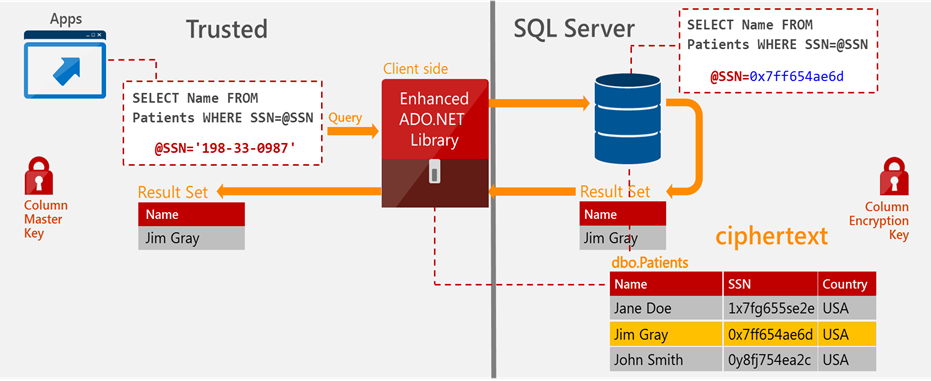 Apps
Trusted
SELECT Name FROM
Patients WHERE SSN=@SSN
@SSN='198-33-0987'
Query
Client side
Enhanced
ADO.NET
Library
Column
Master
Key
Result Set
Name
Jim Gray
SQL Server
SELECT Name FROM
Patients WHERE SSN=@SSN
@SSN=0x7ff654ae6d
Result Set
Name
Jim Gray
Column
Encryption
Key
ciphertext
dbo.Patients
Name SSN Country
Jane Doe 1x7fg655se2e USA
Jim Gray 0x7ff654ae6d USA
John Smith 0y8fj754ea2c USA